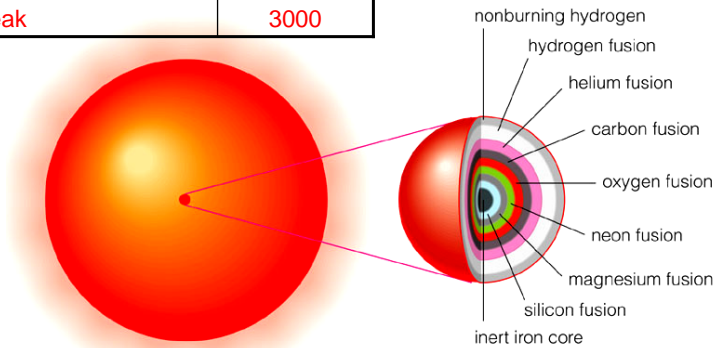 3000
nonburning hydrogen
hydrogen fusion
helium fusion
carbon fusion
oxygen fusion
neon fusion
magnesium fusion
silicon fusion
inert iron core